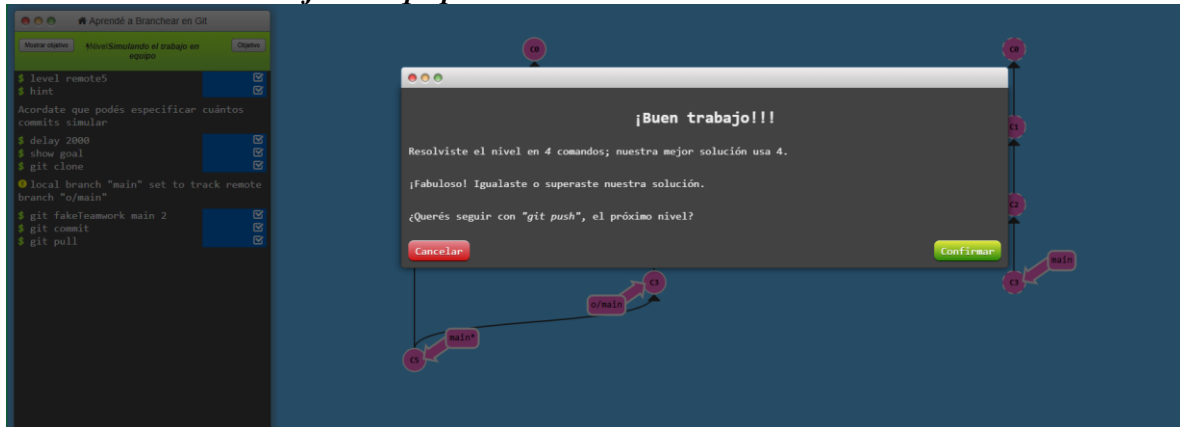 Aprendé a Branchear en Git
Mostrar objetivo
Nivel Simulando el trabajo en
equipo
Objetivo
$ level remote5
$ hint
Acordate que podés especificar cuántos
commits simular
$ delay 2000
$ show goal
$ git clone
local branch "main" set to track remote
branch "o/main"
$ git fakeTeamwork main 2
$ git commit
$ git pull
C0
¡Buen trabajo!!!
Resolviste el nivel en 4 comandos; nuestra mejor solución usa 4.
¡Fabuloso! Igualaste o superaste nuestra solución.
¿Querés seguir con "git push", el próximo nivel?
Cancelar
Confirmar
C3
o/main
main*
C5
C0
C1
C2
main
C3